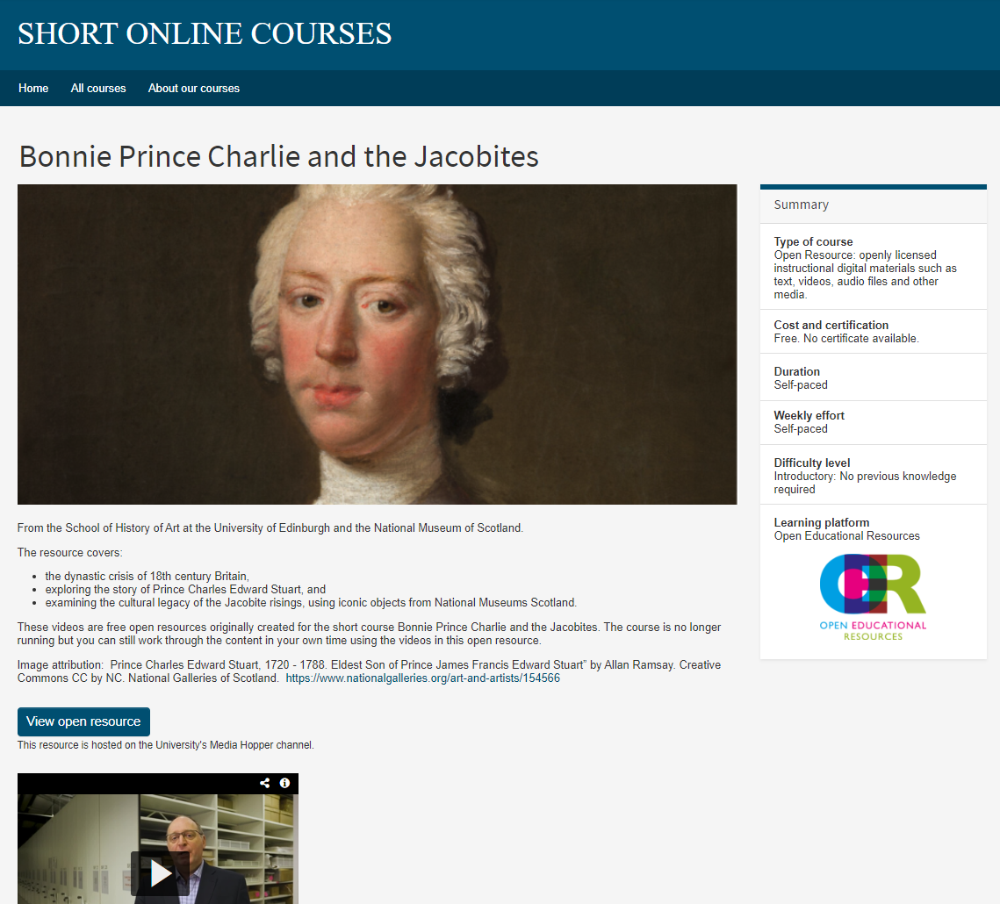 SHORT ONLINE COURSES
Home All courses About our courses
Bonnie Prince Charlie and the Jacobites
From the School of History of Art at the University of Edinburgh and the National Museum of Scotland.
The resource covers:
the dynastic crisis of 18th century Britain,
exploring the story of Prince Charles Edward Stuart, and
examining the cultural legacy of the Jacobite risings, using iconic objects from National Museums Scotland.
These videos are free open resources originally created for the short course Bonnie Prince Charlie and the Jacobites. The course is no longer
running but you can still work through the content in your own time using the videos in this open resource.
Image attribution:  Prince Charles Edward Stuart, 1720 - 1788. Eldest Son of Prince James Francis Edward Stuart” by Allan Ramsay. Creative
Commons CC by NC. National Galleries of Scotland.  https://www.nationalgalleries.org/art-and-artists/154566
View open resource
This resource is hosted on the University's Media Hopper channel.
Summary
Type of course
Open Resource: openly licensed
instructional digital materials such as
text, videos, audio files and other
media.
Cost and certification
Free. No certificate available.
Duration
Self-paced
Weekly effort
Self-paced
Difficulty level
Introductory: No previous knowledge
required
Learning platform
Open Educational Resources
OER
OPEN EDUCATIONAL
RESOURCES